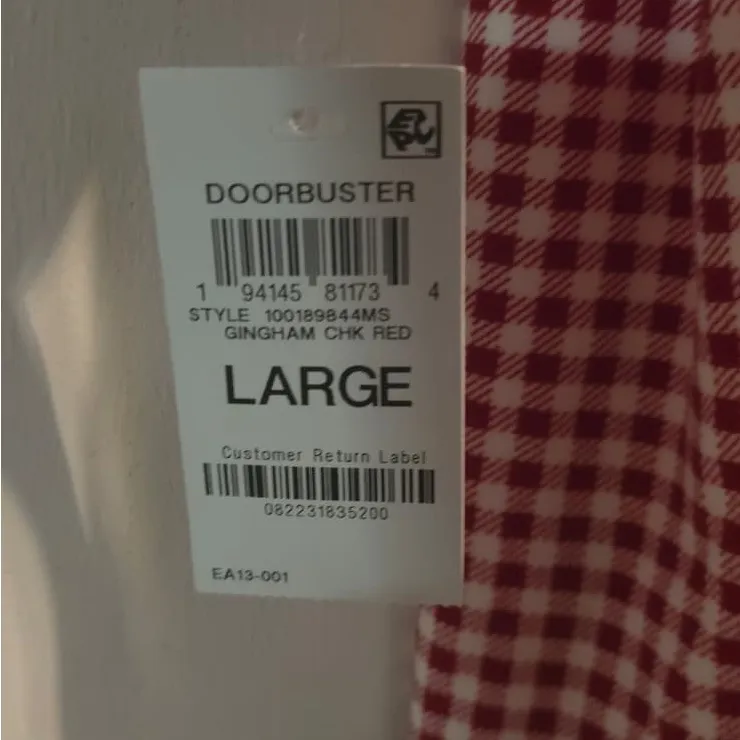 DOORBUSTER
1 94145 81173 4
STYLE 100189844MS
GINGHAM CHK RED
LARGE
Customer Return Label
082231835200
EA13-001